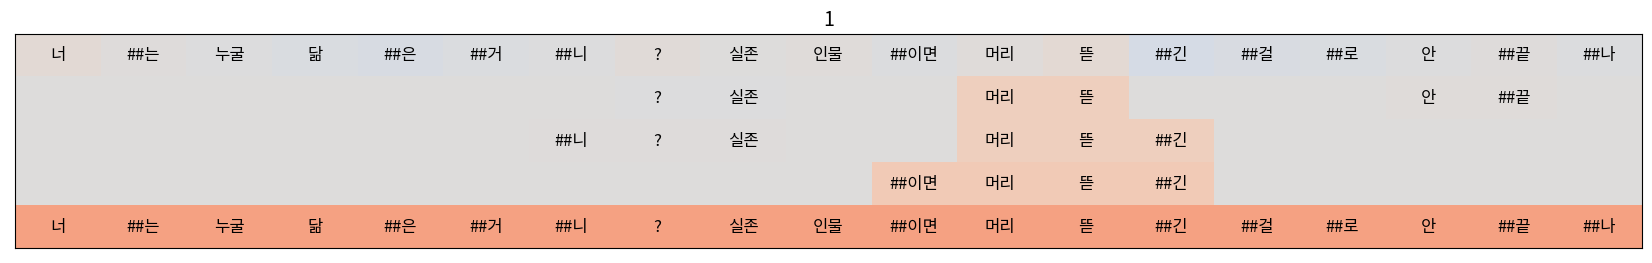 1
너 ##는 누굴 닮 ##은 ##거 ##니 ? 실존 인물 ##이면 머리 뜯 ##긴 ##걸 ##로 안 ##끝 ##나
? 실존 머리 뜯 안 ##끝
##니 ? 실존 머리 뜯 ##긴
##이면 머리 뜯 ##긴
너 ##는 누굴 닮 ##은 ##거 ##니 ? 실존 인물 ##이면 머리 뜯 ##긴 ##걸 ##로 안 ##끝 ##나